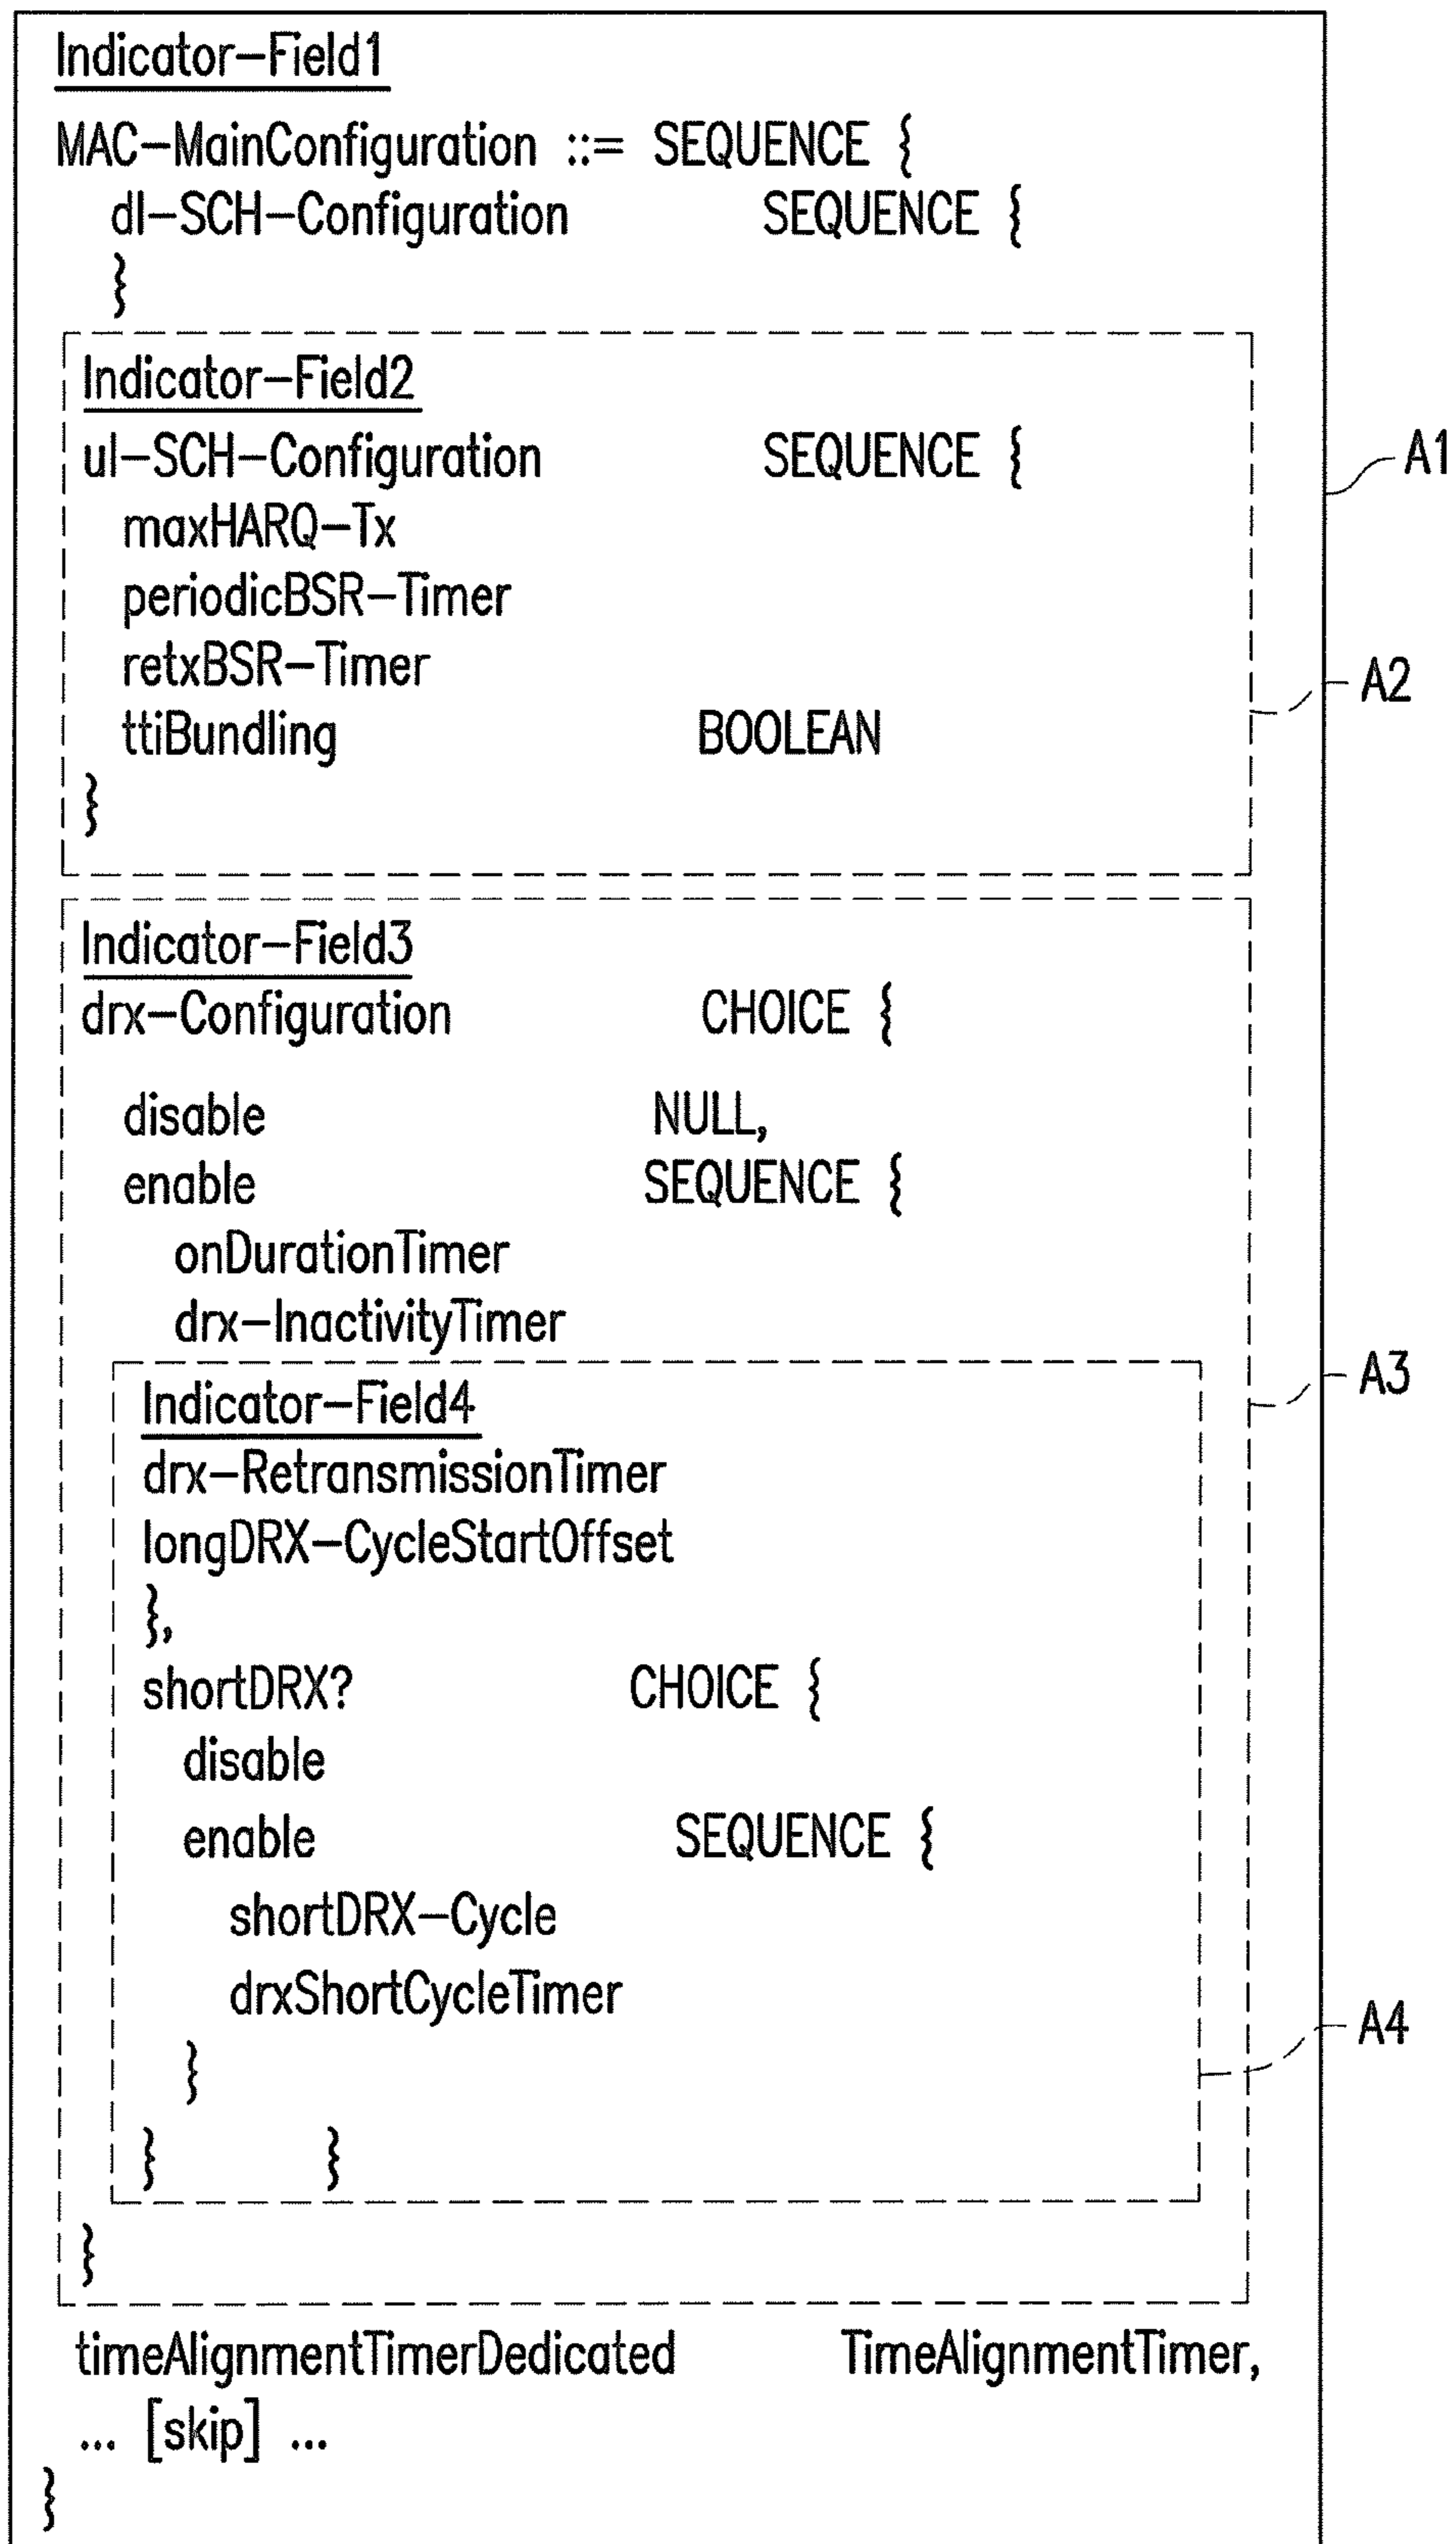 Indicator-Field1
MAC-MainConfiguration ::= SEQUENCE {
dl-SCH-Configuration SEQUENCE {
}
Indicator-Field2
ul-SCH-Configuration SEQUENCE {
maxHARQ-Tx
periodicBSR-Timer
retxBSR-Timer
ttiBundling BOOLEAN
}
A1
A2
Indicator-Field3
drx-Configuration CHOICE {
disable NULL,
enable SEQUENCE {
onDurationTimer
drx-InactivityTimer
A3
Indicator-Field4
drx-RetransmissionTimer
longDRX-CycleStartOffset
},
shortDRX? CHOICE {
disable
enable SEQUENCE {
shortDRX-Cycle
drxShortCycleTimer
A4
}
} }
}
timeAlignmentTimerDedicated TimeAlignmentTimer,
... [skip] ...
}